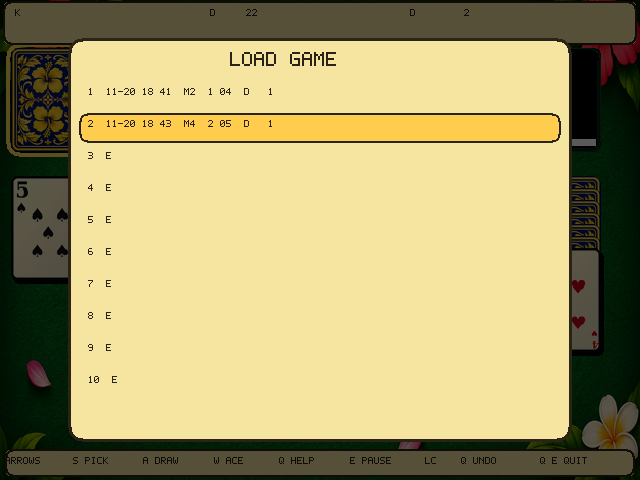 K D 22 D 2
LOAD GAME
1 11-20 18 41 M2 1 04 D 1
2 11-20 18 43 M4 2 05 D 1
3 E
4 E
5 E
6 E
7 E
8 E
9 E
10 E
5
ARROWS S PICK A DRAW W ACE Q HELP E PAUSE LC Q UNDO Q E QUIT